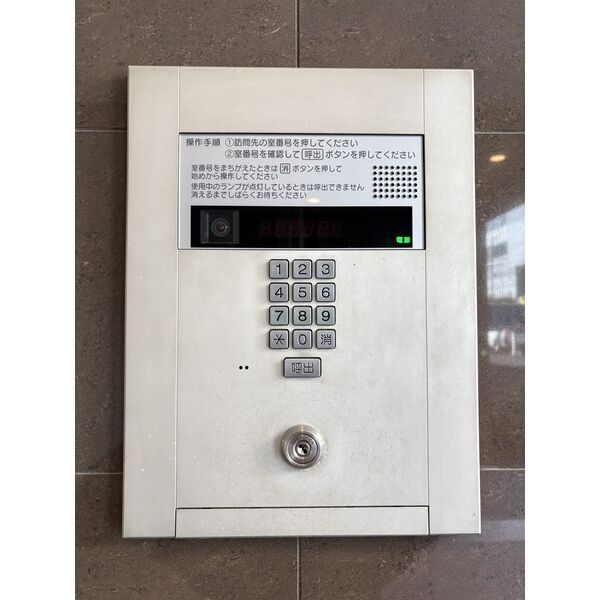 操作手順 ①訪問先の室番号を押してください
②室番号を確認して 呼出 ボタンを押してください
室番号をまちがえたときは 消 ボタンを押して
始めから操作してください
使用中のランプが点灯しているときは呼出できません
消えるまでしばらくお待ちください
電源
1 2 3
4 5 6
7 8 9
* 0 消
呼出